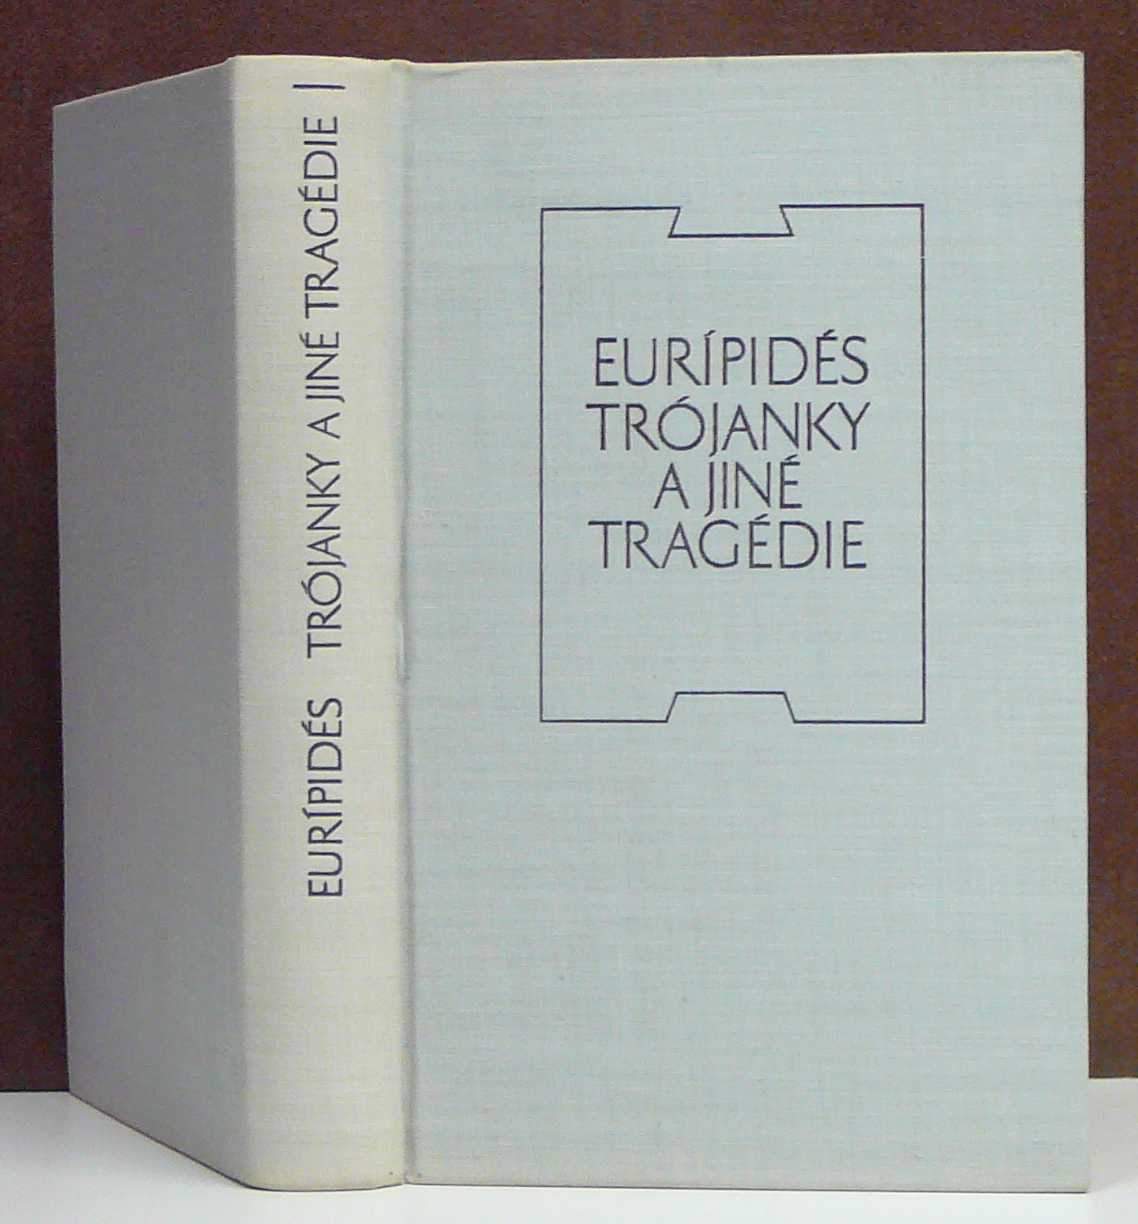 EURÍPIDÉS TRÓJANKY A JINÉ TRAGÉDIE |
EURÍPIDÉS
TRÓJANKY
A JINÉ
TRAGÉDIE